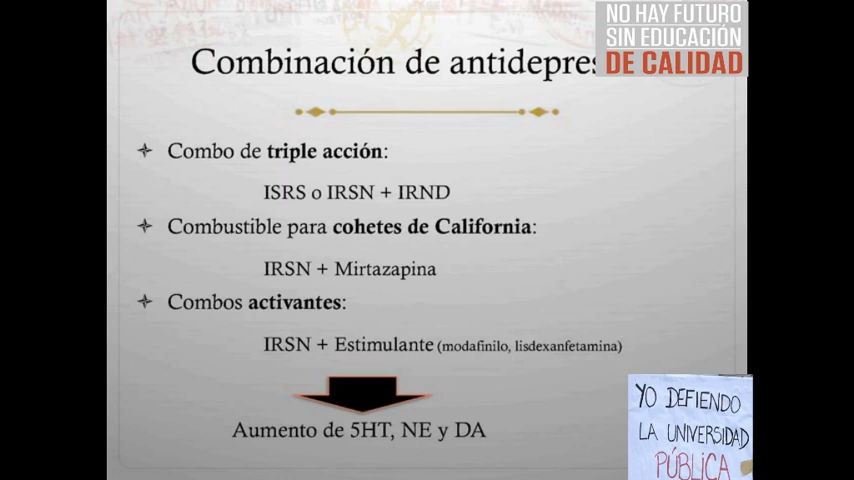 NO HAY FUTURO
SIN EDUCACIÓN
DE CALIDAD
Combinación de antidepres
Combo de triple acción:
ISRS o IRSN + IRND
Combustible para cohetes de California:
IRSN + Mirtazapina
Combos activantes:
IRSN + Estimulante (modafinilo, lisdexanfetamina)
Aumento de 5HT, NE y DA
YO DEFIENDO
LA UNIVERSIDAD
PÚBLICA